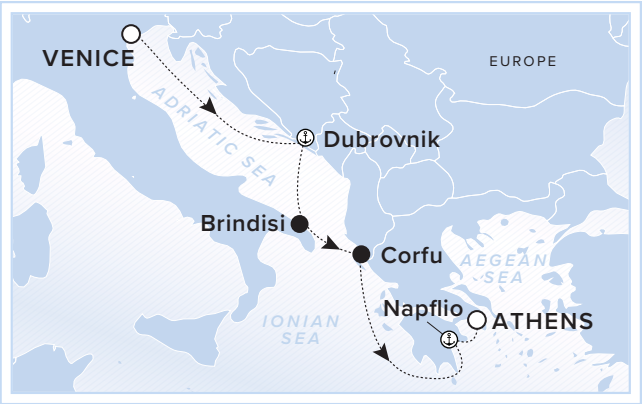 VENICE
EUROPE
ADRIATIC SEA
Dubrovnik
Brindisi
Corfu
AEGEAN
SEA
Napflio
ATHENS
IONIAN
SEA